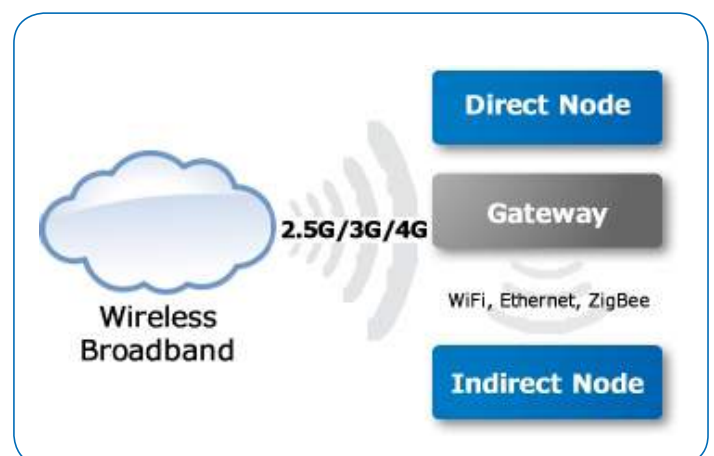 Direct Node
Gateway
2.5G/3G/4G
WiFi, Ethernet, ZigBee
Wireless
Broadband
Indirect Node